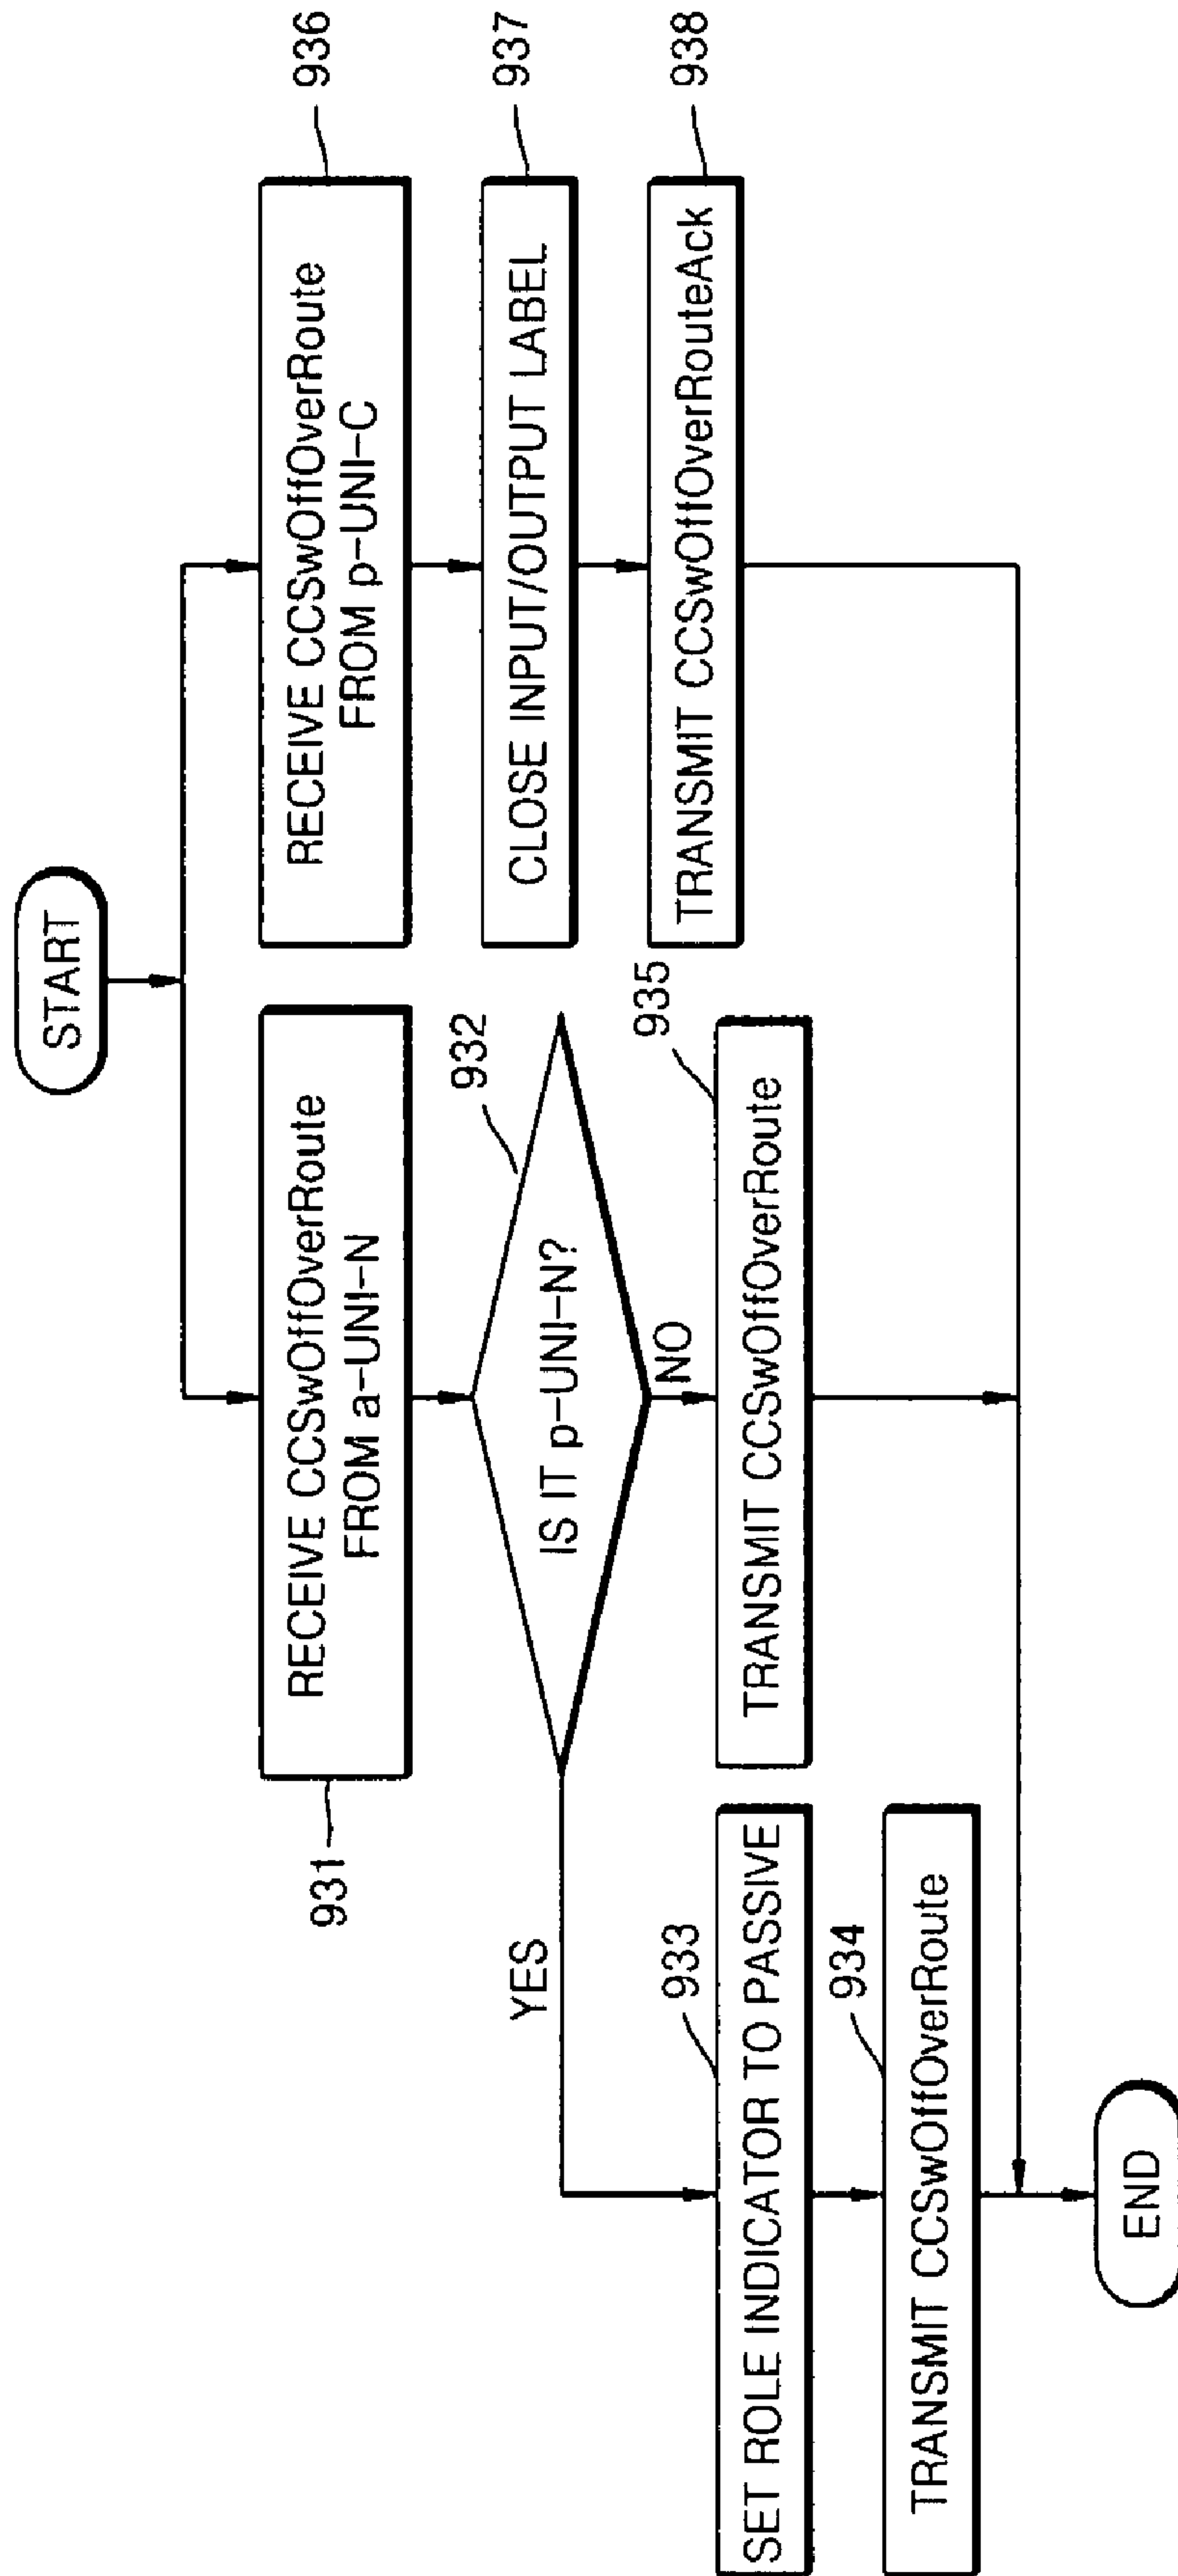 START
RECEIVE CCSwOffOverRoute
FROM a-UNI-N
931
IS IT p-UNI-N?
932
YES
NO
SET ROLE INDICATOR TO PASSIVE
933
TRANSMIT CCSwOffOverRoute
934
TRANSMIT CCSwOffOverRoute
935
RECEIVE CCSwOffOverRoute
FROM p-UNI-C
936
CLOSE INPUT/OUTPUT LABEL
937
TRANSMIT CCSwOffOverRouteAck
938
END